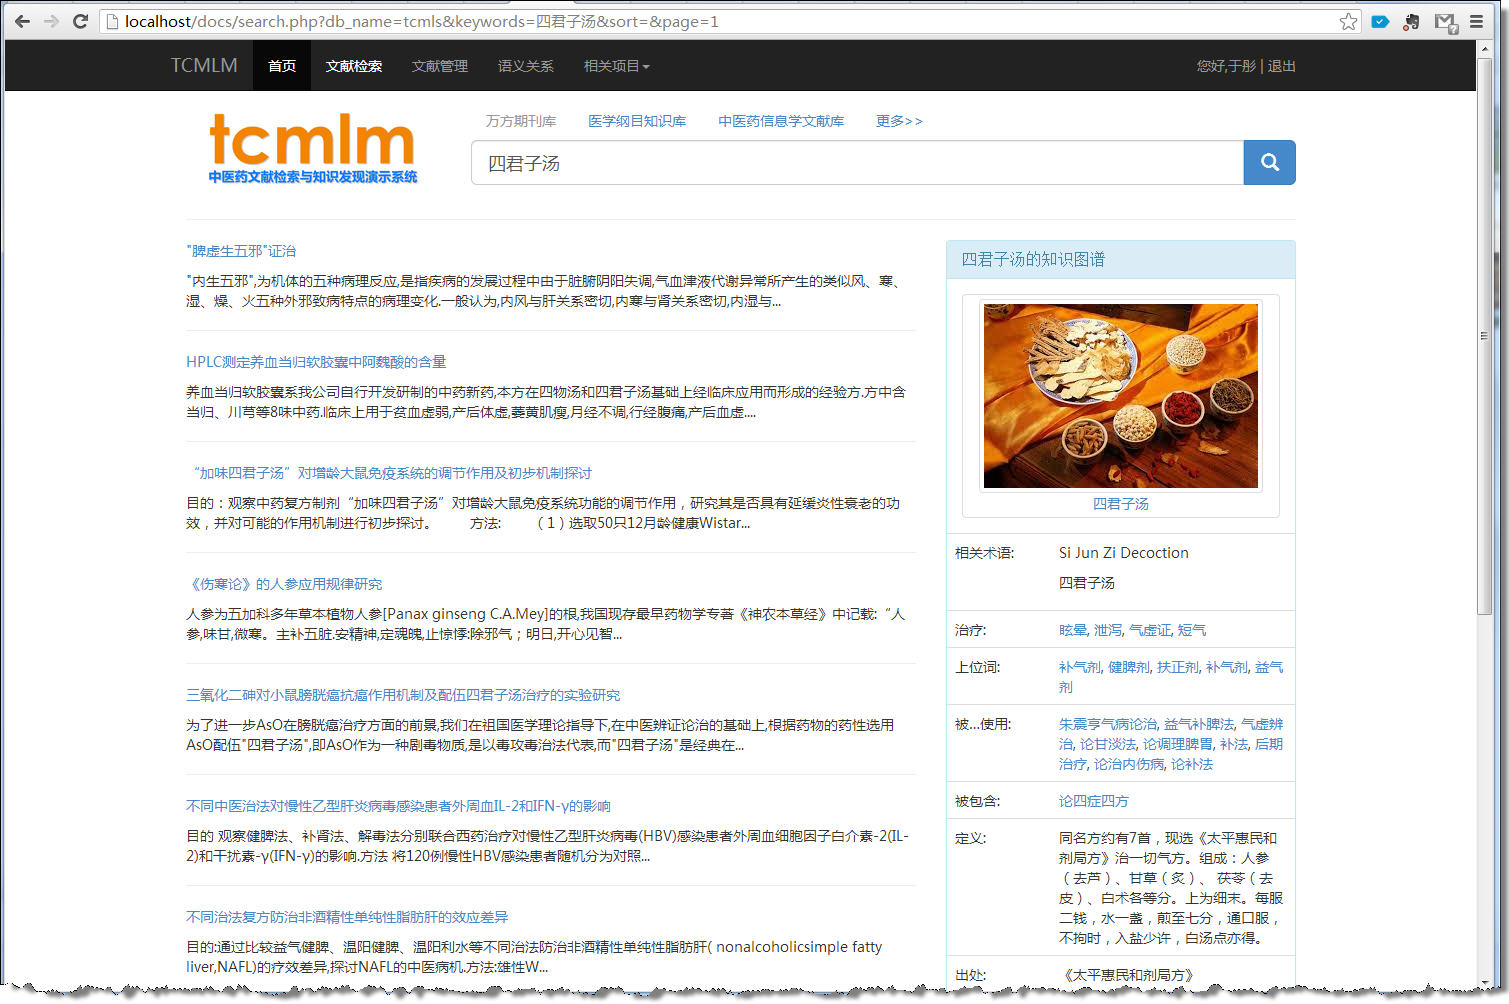 localhost/docs/search.php?db_name=tcmls&keywords=四君子汤&sort=&page=1
TCMLM 首页 文献检索 文献管理 语义关系 相关项目 您好,于彤 | 退出
tcmlm
中医药文献检索与知识发现演示系统
万方期刊库 医学纲目知识库 中医药信息学文献库 更多>>
四君子汤
"脾虚生五邪"证治
"内生五邪",为机体的五种病理反应,是指疾病的发展过程中由于脏腑阴阳失调,气血津液代谢异常所产生的类似风、寒、
湿、燥、火五种外邪致病特点的病理变化.一般认为,内风与肝关系密切,内寒与肾关系密切,内湿与...
HPLC测定养血当归软胶囊中阿魏酸的含量
养血当归软胶囊系我公司自行开发研制的中药新药,本方在四物汤和四君子汤基础上经临床应用而形成的经验方.方中含
当归、川芎等8味中药.临床上用于贫血虚弱,产后体虚,萎黄肌瘦,月经不调,行经腹痛,产后血虚....
“加味四君子汤”对增龄大鼠免疫系统的调节作用及初步机制探讨
目的：观察中药复方制剂“加味四君子汤”对增龄大鼠免疫系统功能的调节作用，研究其是否具有延缓炎性衰老的功
效，并对可能的作用机制进行初步探讨。 方法: （1）选取50只12月龄健康Wistar...
《伤寒论》的人参应用规律研究
人参为五加科多年草本植物人参[Panax ginseng C.A.Mey]的根,我国现存最早药物学专著《神农本草经》中记载:“人
参,味甘,微寒。主补五脏.安精神,定魂魄,止惊悸;除邪气；明日,开心见智...
三氧化二砷对小鼠膀胱癌抗癌作用机制及配伍四君子汤治疗的实验研究
为了进一步AsO在膀胱癌治疗方面的前景,我们在祖国医学理论指导下,在中医辨证论治的基础上,根据药物的药性选用
AsO配伍"四君子汤",即AsO作为一种剧毒物质,是以毒攻毒治法代表,而"四君子汤"是经典在...
不同中医治法对慢性乙型肝炎病毒感染患者外周血IL-2和IFN-γ的影响
目的 观察健脾法、补肾法、解毒法分别联合西药治疗对慢性乙型肝炎病毒(HBV)感染患者外周血细胞因子白介素-2(IL-
2)和干扰素-γ(IFN-γ)的影响.方法 将120例慢性HBV感染患者随机分为对照...
不同治法复方防治非酒精性单纯性脂肪肝的效应差异
目的:通过比较益气健脾、温阳健脾、温阳利水等不同治法防治非酒精性单纯性脂肪肝( nonalcoholicsimple fatty
liver,NAFL)的疗效差异,探讨NAFL的中医病机.方法:雄性W...
四君子汤的知识图谱
四君子汤
相关术语: Si Jun Zi Decoction
四君子汤
治疗: 眩晕, 泄泻, 气虚证, 短气
上位词: 补气剂, 健脾剂, 扶正剂, 补气剂, 益气
剂
被...使用: 朱震亨气病论治, 益气补脾法, 气虚辨
治, 论甘淡法, 论调理脾胃, 补法, 后期
治疗, 论治内伤病, 论补法
被包含: 论四症四方
定义: 同名方约有7首，现选《太平惠民和
剂局方》治一切气方。组成：人参
（去芦）、甘草（炙）、 茯苓（去
皮）、白术各等分。上为细末。每服
二钱，水一盏，煎至七分，通口服，
不拘时，入盐少许，白汤点亦得。
出处: 《太平惠民和剂局方》